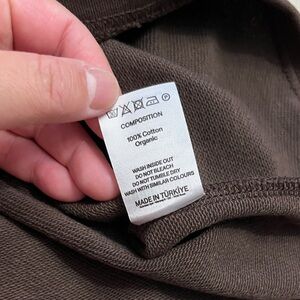 COMPOSITION
100% Cotton
Organic
WASH INSIDE OUT
DO NOT BLEACH
DO NOT TUMBLE DRY
WASH WITH SIMILAR COLOURS
MADE IN TÜRKİYE